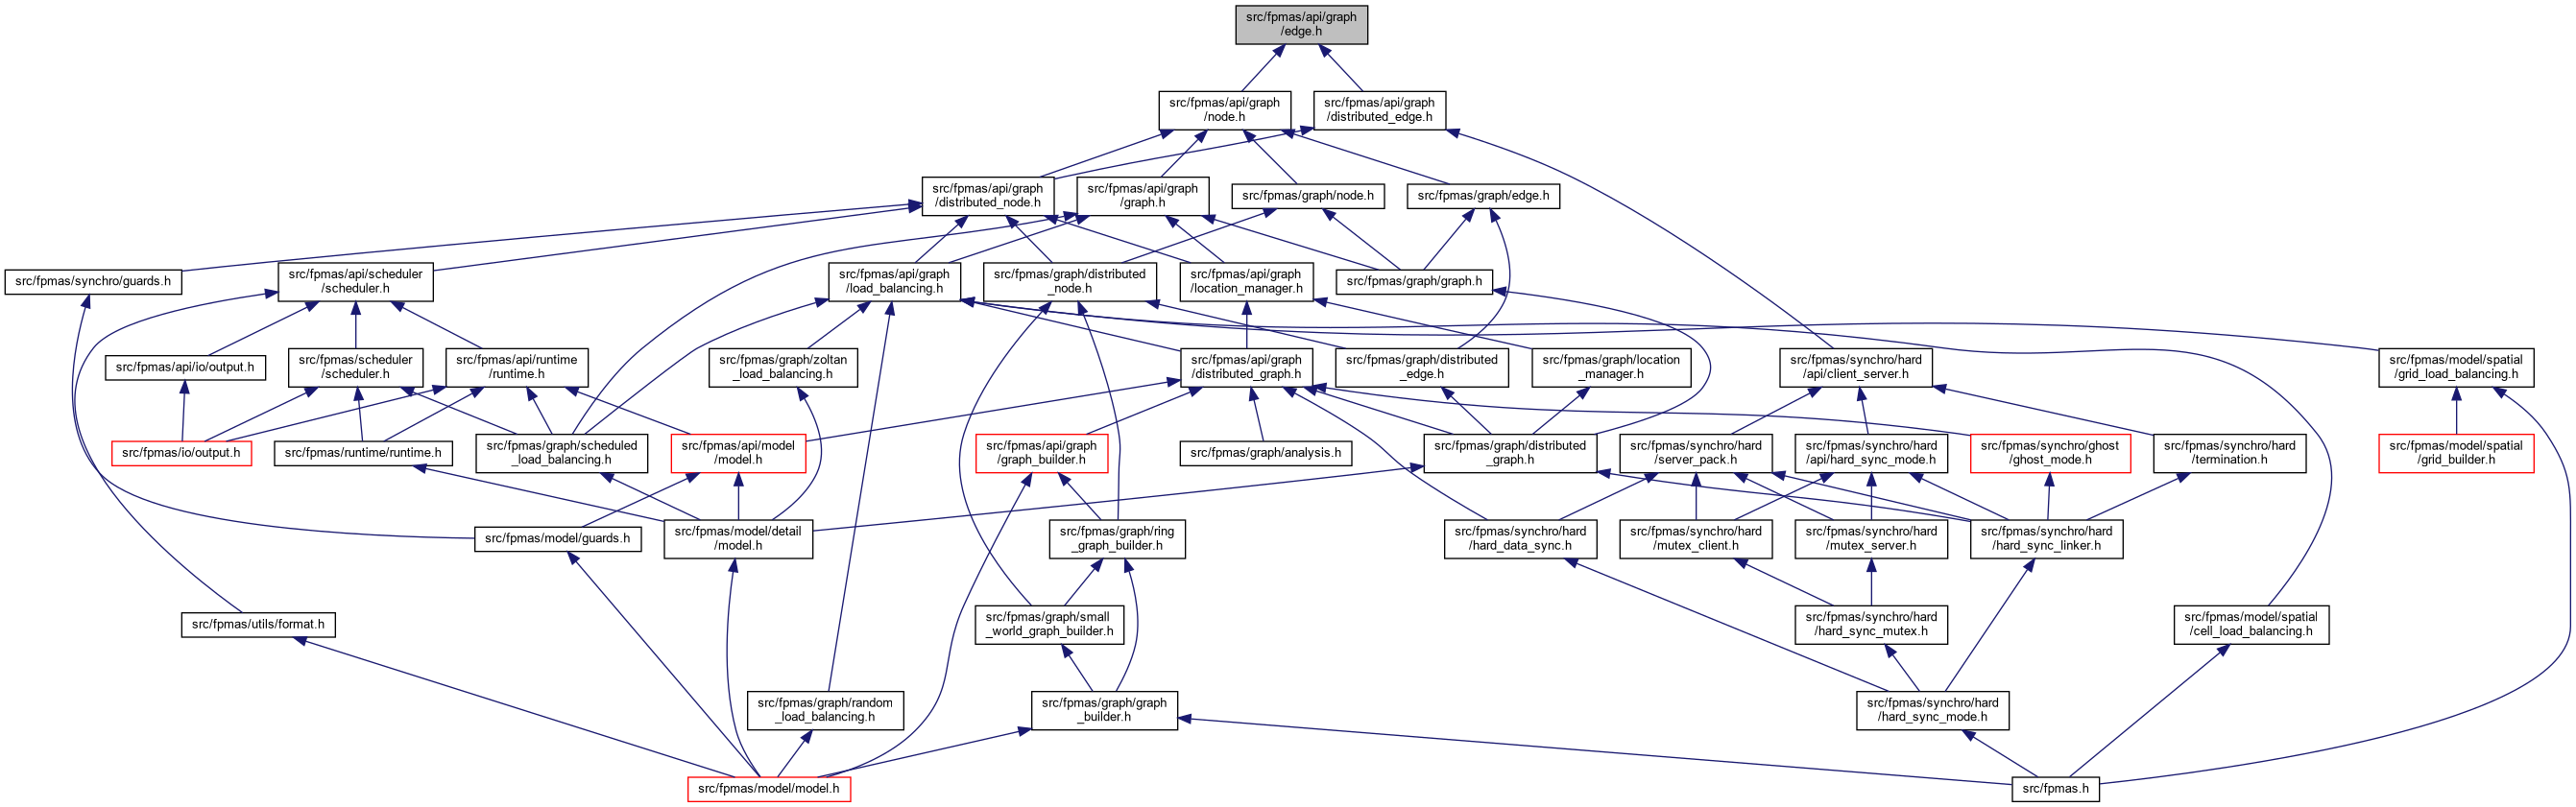 src/fpmas/api/graph
/edge.h
src/fpmas/api/graph
/node.h
src/fpmas/api/graph
/distributed_edge.h
src/fpmas/api/graph
/distributed_node.h
src/fpmas/api/graph
/graph.h
src/fpmas/graph/node.h
src/fpmas/graph/edge.h
src/fpmas/synchro/guards.h
src/fpmas/api/scheduler
/scheduler.h
src/fpmas/api/graph
/load_balancing.h
src/fpmas/graph/distributed
_node.h
src/fpmas/api/graph
/location_manager.h
src/fpmas/graph/graph.h
src/fpmas/api/io/output.h
src/fpmas/scheduler
/scheduler.h
src/fpmas/api/runtime
/runtime.h
src/fpmas/graph/zoltan
_load_balancing.h
src/fpmas/api/graph
/distributed_graph.h
src/fpmas/graph/distributed
_edge.h
src/fpmas/graph/location
_manager.h
src/fpmas/synchro/hard
/api/client_server.h
src/fpmas/model/spatial
/grid_load_balancing.h
src/fpmas/io/output.h
src/fpmas/runtime/runtime.h
src/fpmas/graph/scheduled
_load_balancing.h
src/fpmas/api/model
/model.h
src/fpmas/api/graph
/graph_builder.h
src/fpmas/graph/analysis.h
src/fpmas/graph/distributed
_graph.h
src/fpmas/synchro/hard
/server_pack.h
src/fpmas/synchro/hard
/api/hard_sync_mode.h
src/fpmas/synchro/ghost
/ghost_mode.h
src/fpmas/synchro/hard
/termination.h
src/fpmas/model/spatial
/grid_builder.h
src/fpmas/model/guards.h
src/fpmas/model/detail
/model.h
src/fpmas/graph/ring
_graph_builder.h
src/fpmas/synchro/hard
/hard_data_sync.h
src/fpmas/synchro/hard
/mutex_client.h
src/fpmas/synchro/hard
/mutex_server.h
src/fpmas/synchro/hard
/hard_sync_linker.h
src/fpmas/utils/format.h
src/fpmas/graph/small
_world_graph_builder.h
src/fpmas/synchro/hard
/hard_sync_mutex.h
src/fpmas/model/spatial
/cell_load_balancing.h
src/fpmas/graph/random
_load_balancing.h
src/fpmas/graph/graph
_builder.h
src/fpmas/synchro/hard
/hard_sync_mode.h
src/fpmas/model/model.h
src/fpmas.h